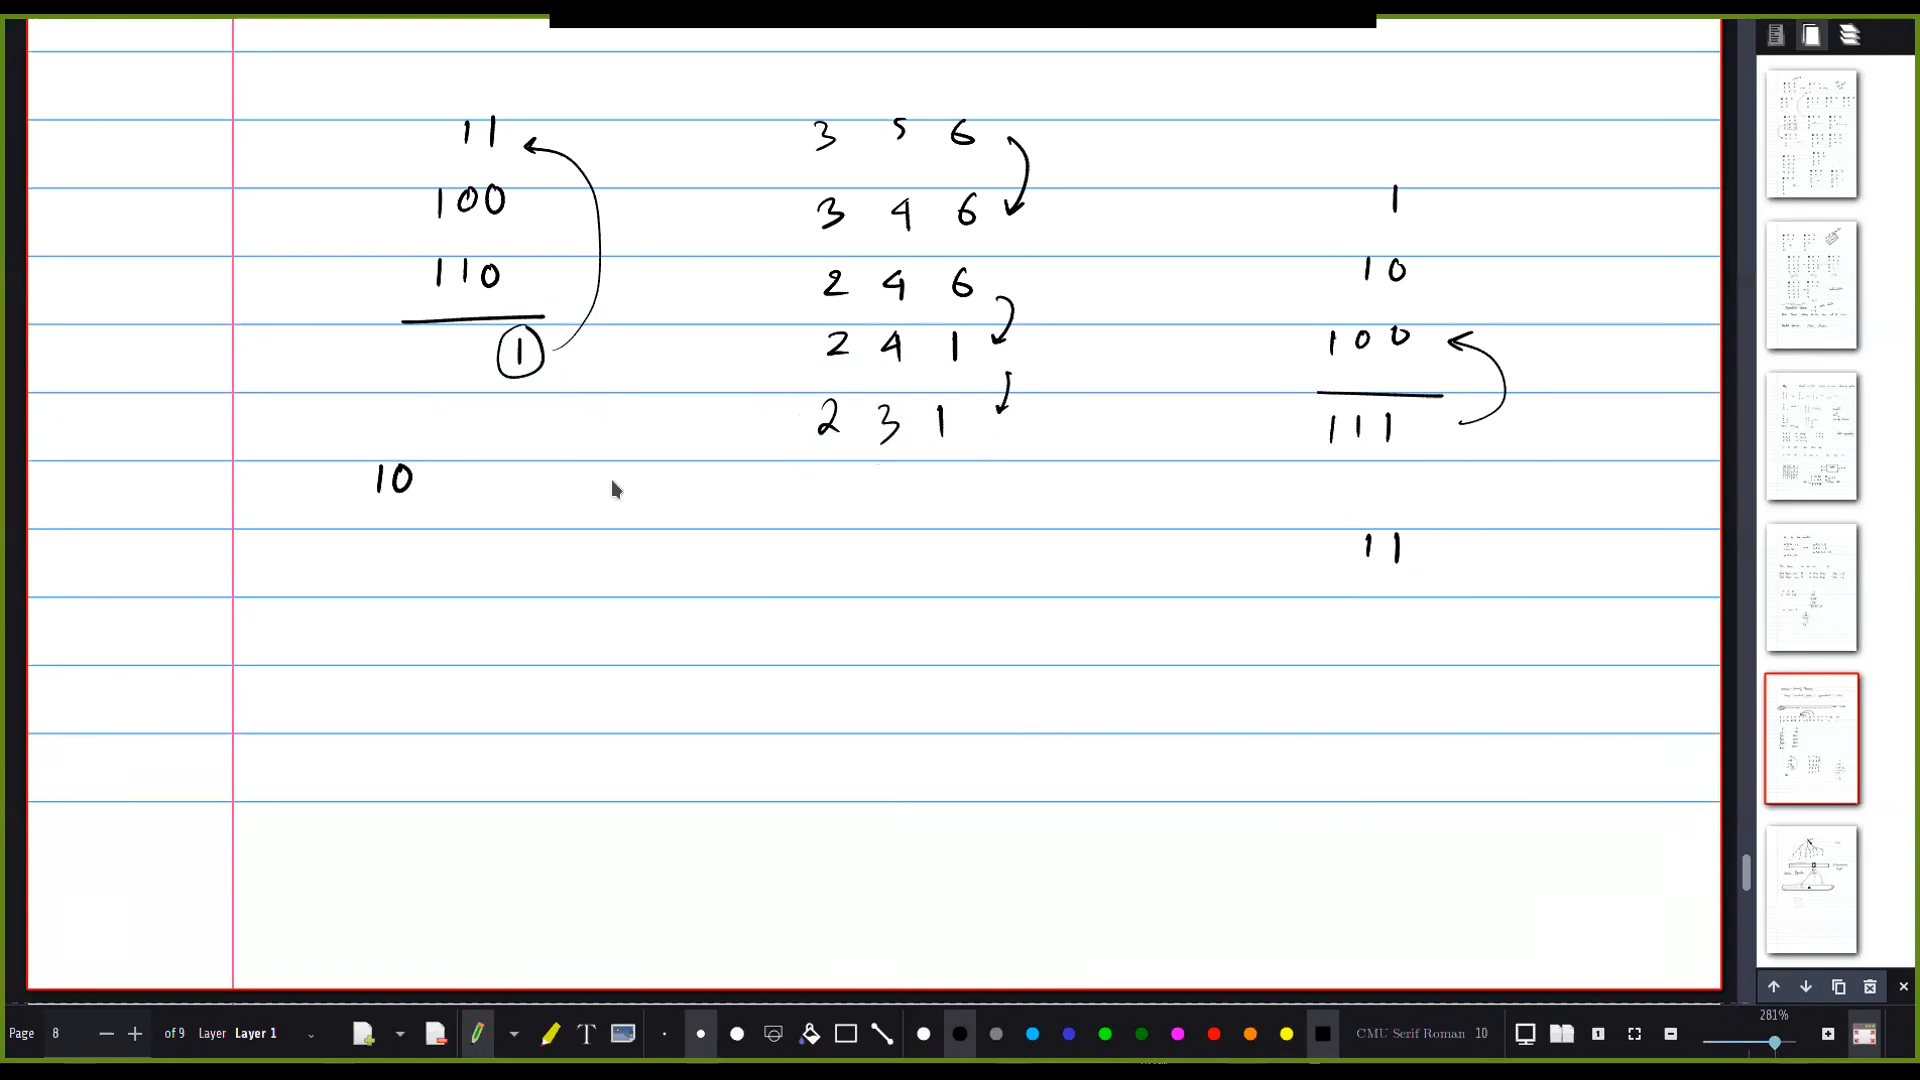 11
100
110
1
10
3 5 6
3 4 6
2 4 6
2 4 1
2 3 1
1
10
100
111
11
Page 8 of 9 Layer Layer 1
CMU Serif Roman 10
281%